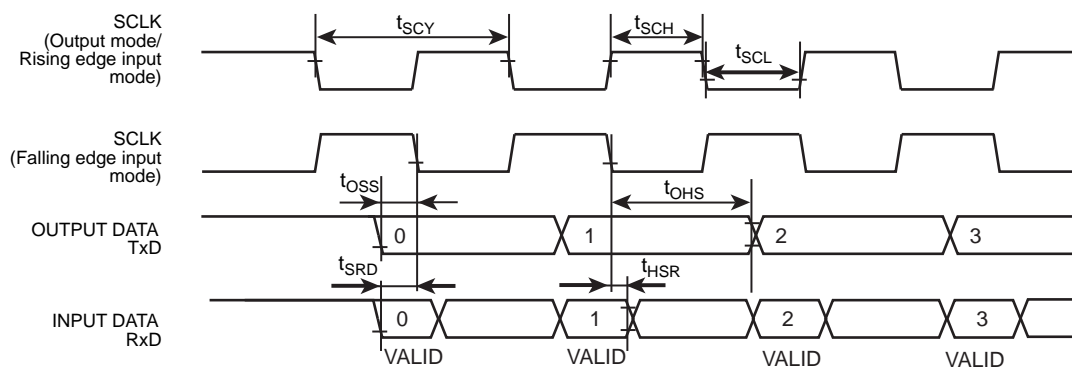 SCLK
(Output mode/
Rising edge input
mode)
tSCY
tSCH
tSCL
SCLK
(Falling edge input
mode)
tOSS
tOHS
OUTPUT DATA
TxD
0
1
2
3
tSRD
tHSR
INPUT DATA
RxD
0
1
2
3
VALID
VALID
VALID
VALID